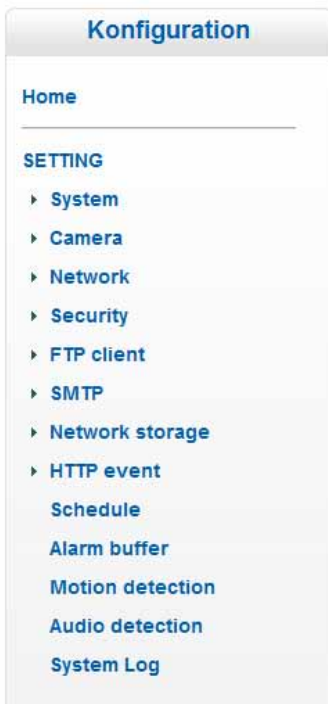 Konfiguration
Home
SETTING
System
Camera
Network
Security
FTP client
SMTP
Network storage
HTTP event
Schedule
Alarm buffer
Motion detection
Audio detection
System Log